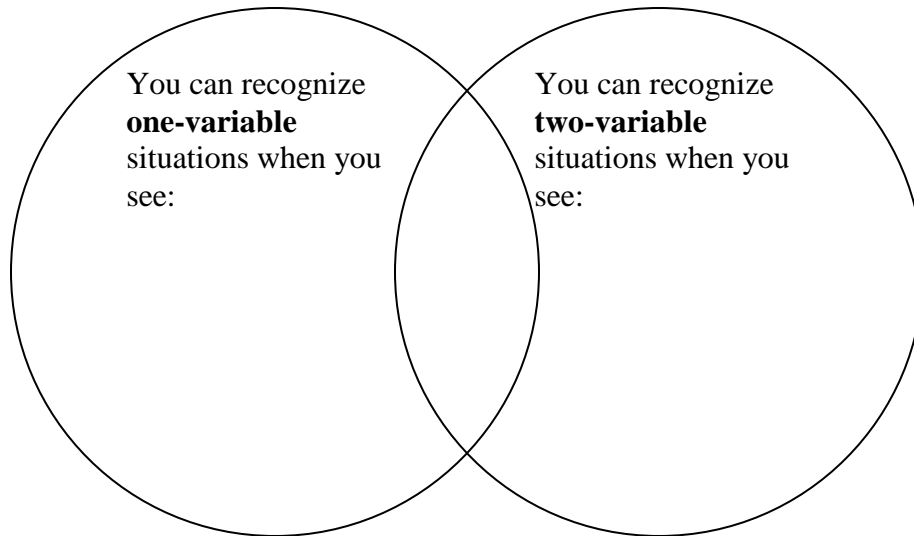 You can recognize
one-variable
situations when you
see:
You can recognize
two-variable
situations when you
see: